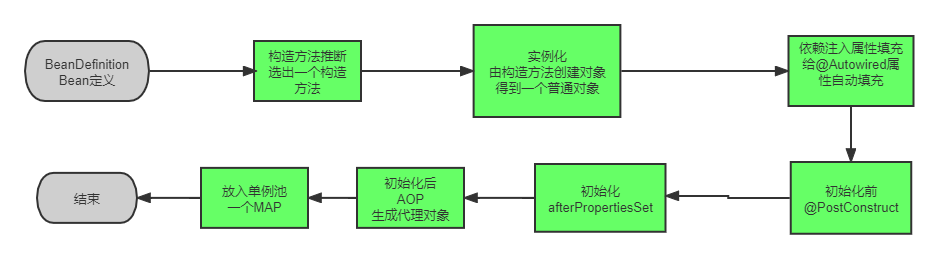 BeanDefinition
Bean定义
构造方法推断
选出一个构造
方法
实例化
由构造方法创建对象
得到一个普通对象
依赖注入属性填充
给@Autowired属
性自动填充
初始化前
@PostConstruct
初始化
afterPropertiesSet
初始化后
AOP
生成代理对象
放入单例池
一个MAP
结束